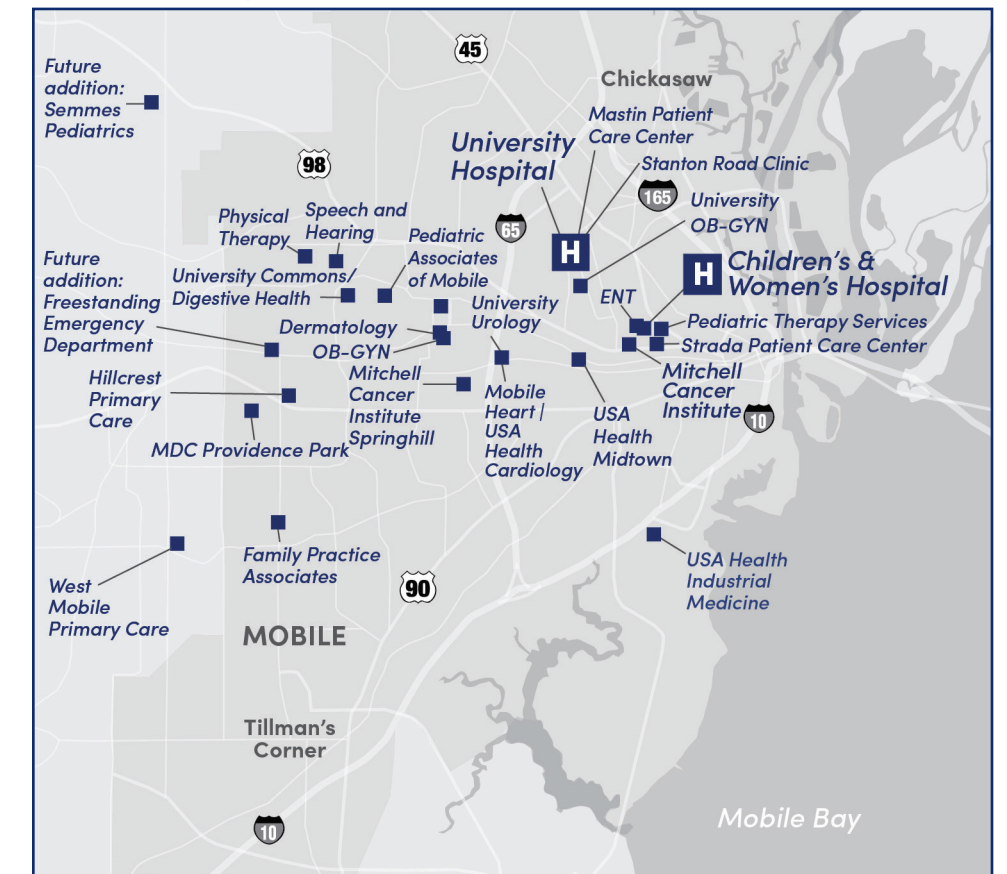 45
Future
addition:
Semmes
Pediatrics
Chickasaw
Mastin Patient
Care Center
University
Hospital
98
Stanton Road Clinic
165
University
OB-GYN
Physical
Therapy
Speech and
Hearing
65
Pediatric
Associates
of Mobile
H
H
Children's &
Women's Hospital
Future
addition:
Freestanding
Emergency
Department
University Commons/
Digestive Health
University
Urology
ENT
Dermatology
OB-GYN
Pediatric Therapy Services
Strada Patient Care Center
Hillcrest
Primary
Care
Mitchell
Cancer
Institute
Springhill
Mobile
Heart |
USA
Health
Cardiology
USA
Health
Midtown
Mitchell
Cancer
Institute
10
MDC Providence Park
Family Practice
Associates
West
Mobile
Primary Care
90
USA Health
Industrial
Medicine
MOBILE
Tillman's
Corner
10
Mobile Bay